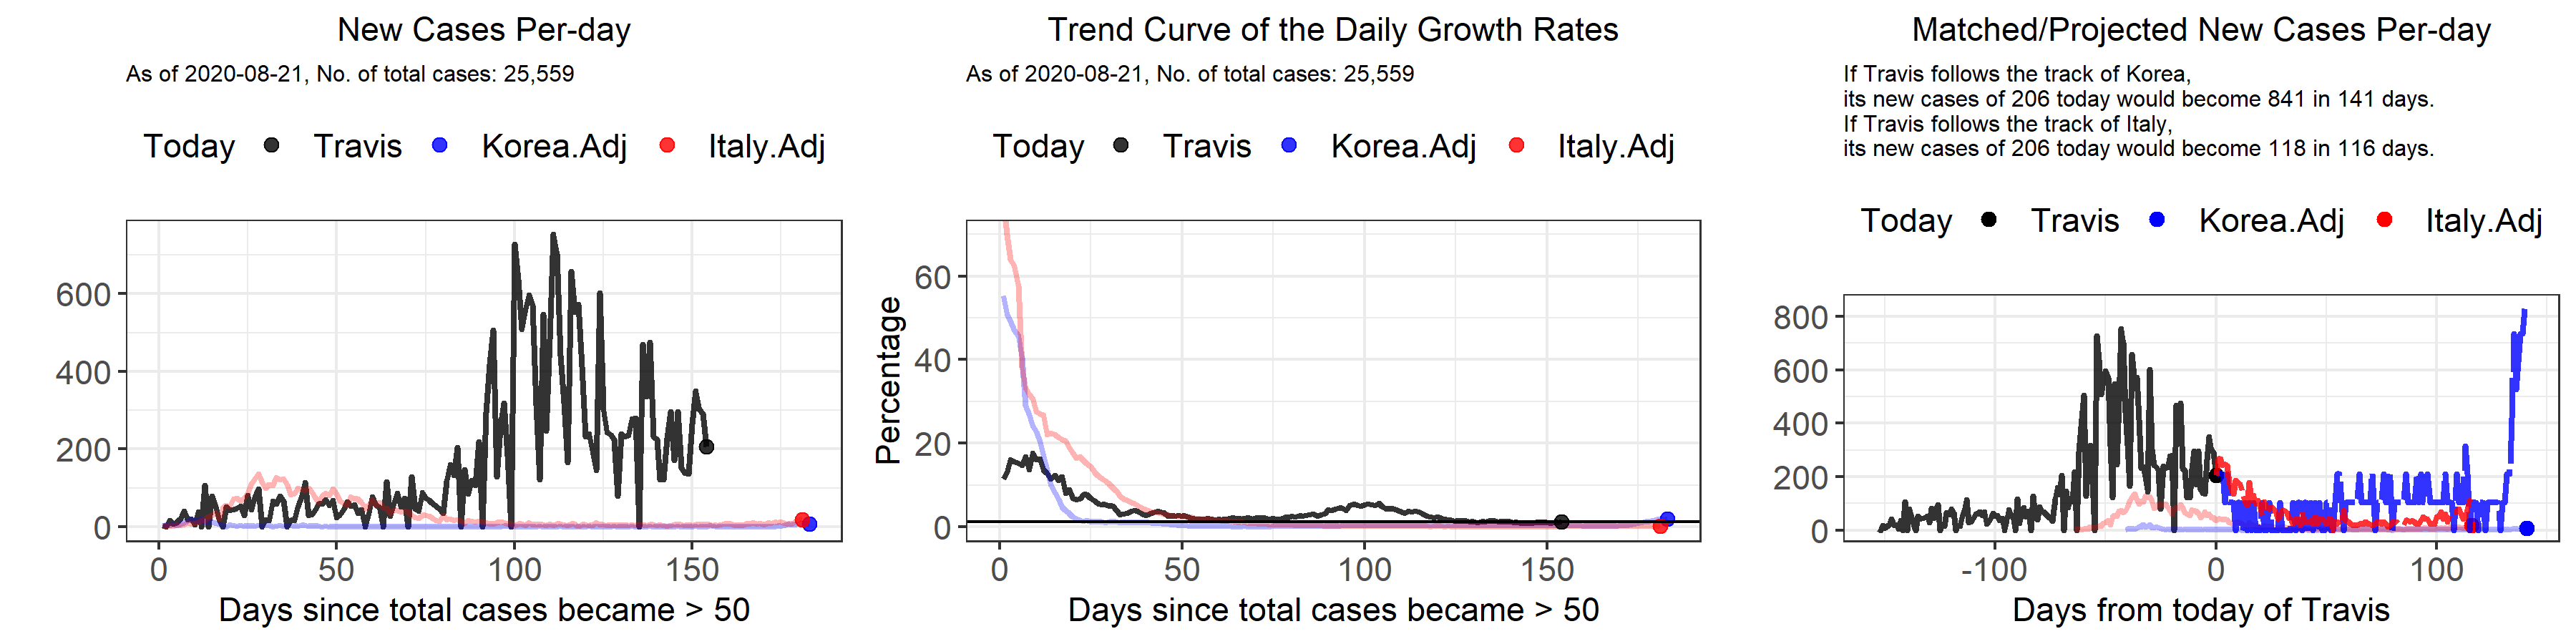 New Cases Per-day
As of 2020-08-21, No. of total cases: 25,559
Today Travis Korea.Adj Italy.Adj
600
400
200
0
0 50 100 150
Days since total cases became > 50
Trend Curve of the Daily Growth Rates
As of 2020-08-21, No. of total cases: 25,559
Today Travis Korea.Adj Italy.Adj
Percentage
60
40
20
0
0 50 100 150
Days since total cases became > 50
Matched/Projected New Cases Per-day
If Travis follows the track of Korea,
its new cases of 206 today would become 841 in 141 days.
If Travis follows the track of Italy,
its new cases of 206 today would become 118 in 116 days.
Today Travis Korea.Adj Italy.Adj
800
600
400
200
0
-100 0 100
Days from today of Travis